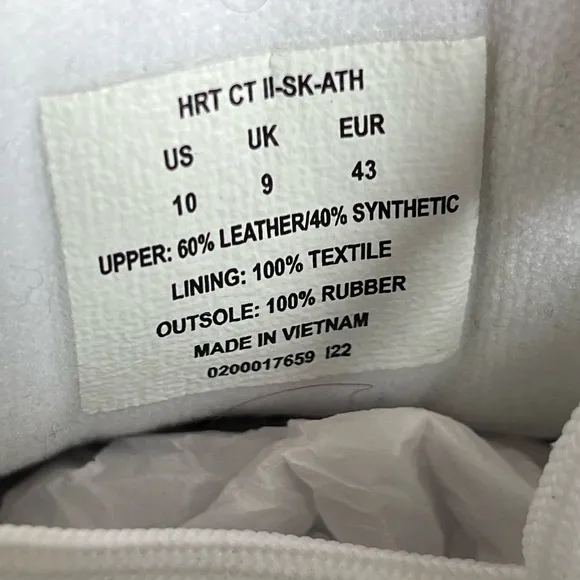 HRT CT II-SK-ATH
US UK EUR
10 9 43
UPPER: 60% LEATHER/40% SYNTHETIC
LINING: 100% TEXTILE
OUTSOLE: 100% RUBBER
MADE IN VIETNAM
0200017659 I22